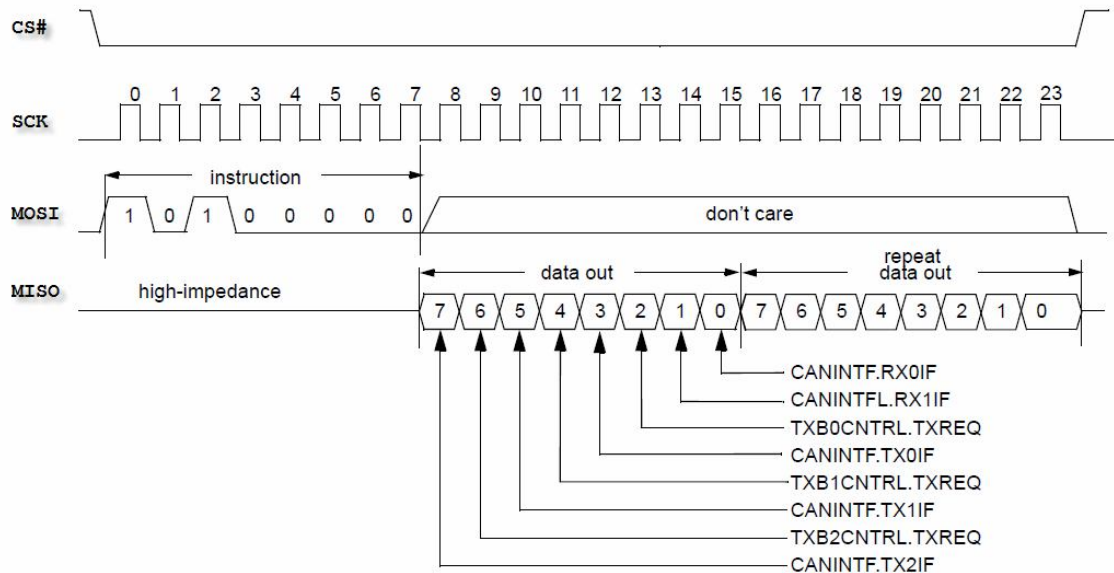 CS#
0 1 2 3 4 5 6 7 8 9 10 11 12 13 14 15 16 17 18 19 20 21 22 23
SCK
instruction
MOSI
1 0 1 0 0 0 0 0
don't care
repeat
data out
data out
MISO
high-impedance
7 6 5 4 3 2 1 0 7 6 5 4 3 2 1 0
CANINTF.RX0IF
CANINTFL.RX1IF
TXB0CNTRL.TXREQ
CANINTF.TX0IF
TXB1CNTRL.TXREQ
CANINTF.TX1IF
TXB2CNTRL.TXREQ
CANINTF.TX2IF